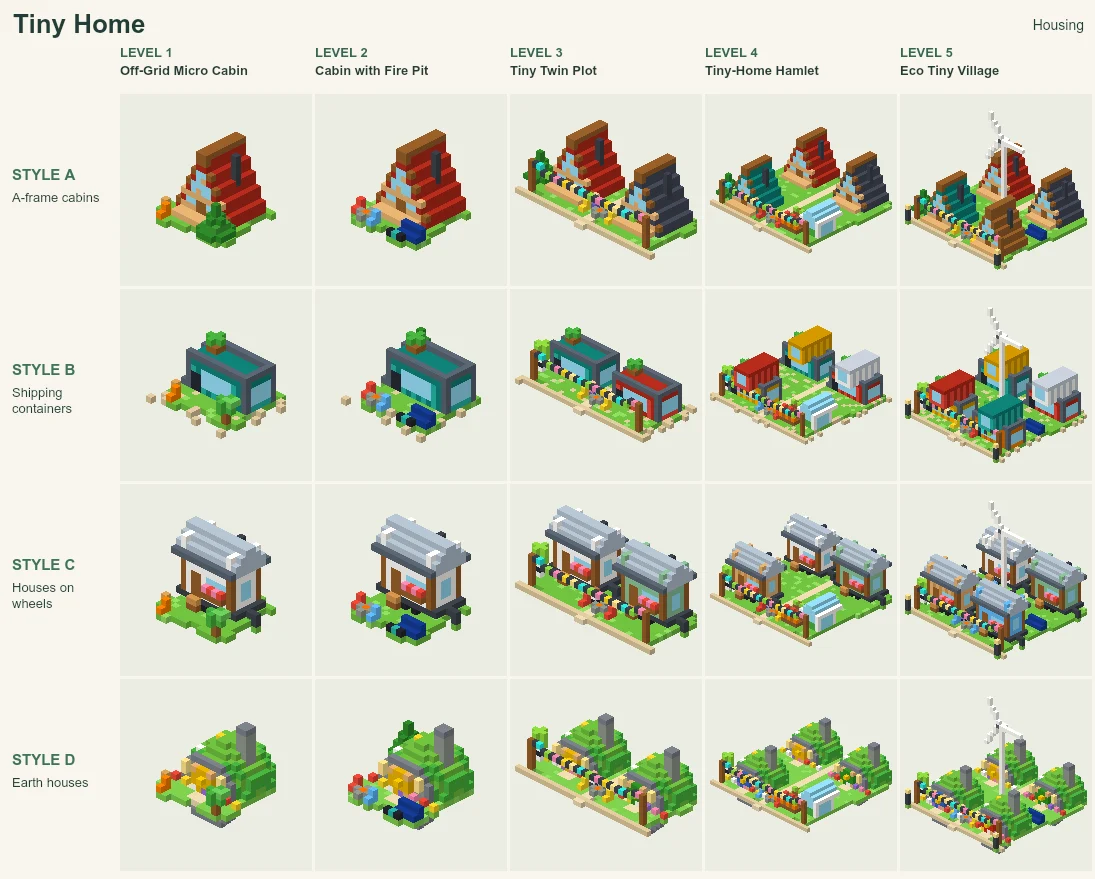 Tiny Home
Housing
LEVEL 1
Off-Grid Micro Cabin
LEVEL 2
Cabin with Fire Pit
LEVEL 3
Tiny Twin Plot
LEVEL 4
Tiny-Home Hamlet
LEVEL 5
Eco Tiny Village
STYLE A
A-frame cabins
STYLE B
Shipping
containers
STYLE C
Houses on
wheels
STYLE D
Earth houses